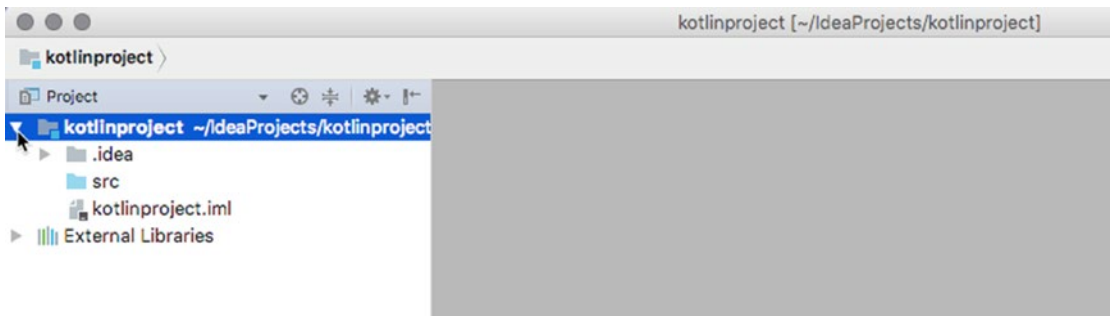 kotlinproject [~/IdeaProjects/kotlinproject]
kotlinproject
Project
kotlinproject ~/IdeaProjects/kotlinproject
.idea
src
kotlinproject.iml
External Libraries